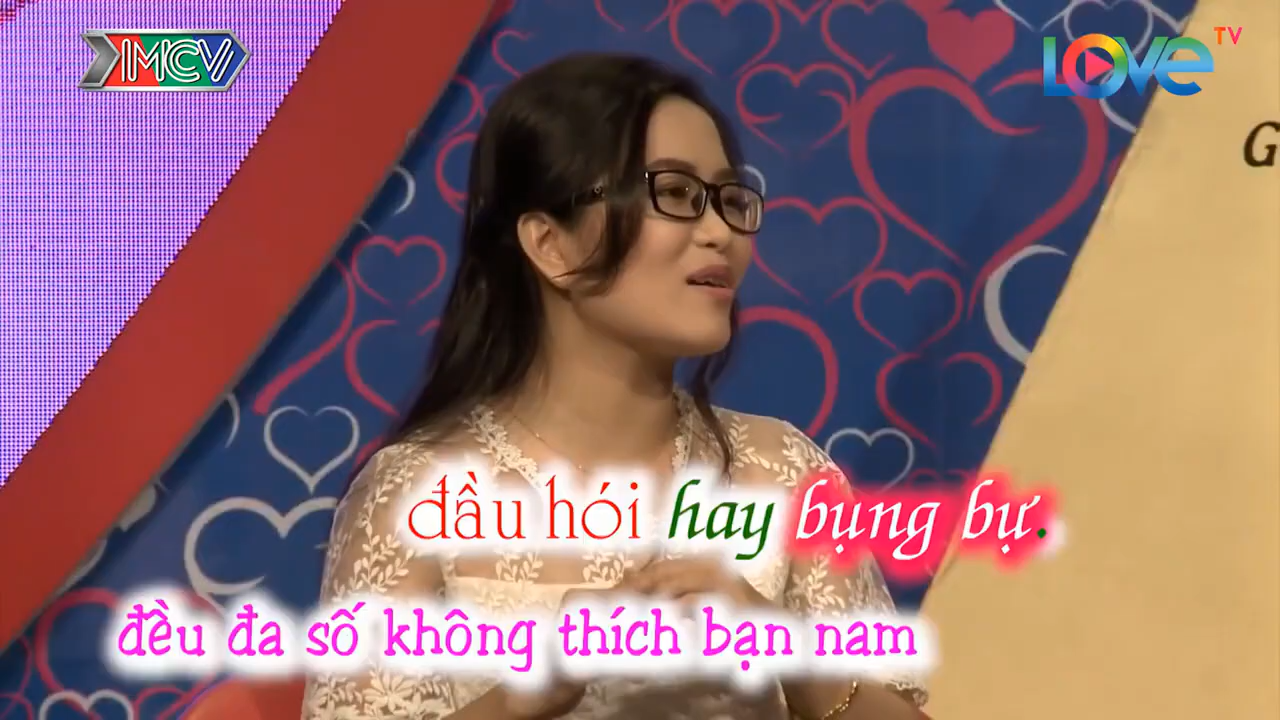 MCV
LOVE TV
G
đầu hói hay bụng bự.
đều đa số không thích bạn nam